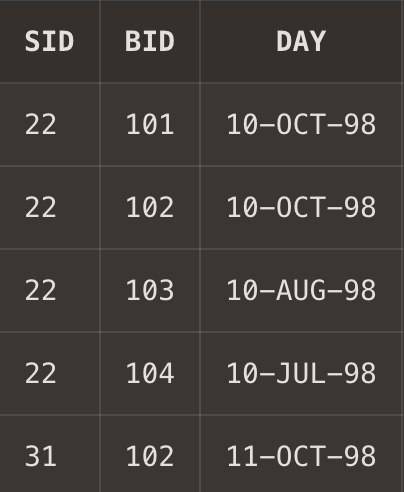 SID BID DAY
22 101 10-OCT-98
22 102 10-OCT-98
22 103 10-AUG-98
22 104 10-JUL-98
31 102 11-OCT-98